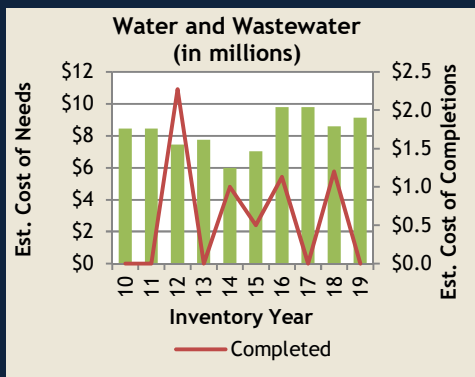 Water and Wastewater
(in millions)
Est. Cost of Needs
$12
$10
$8
$6
$4
$2
$0
$2.5
$2.0
$1.5
$1.0
$0.5
$0.0
Est. Cost of Completions
10 11 12 13 14 15 16 17 18 19
Inventory Year
Completed